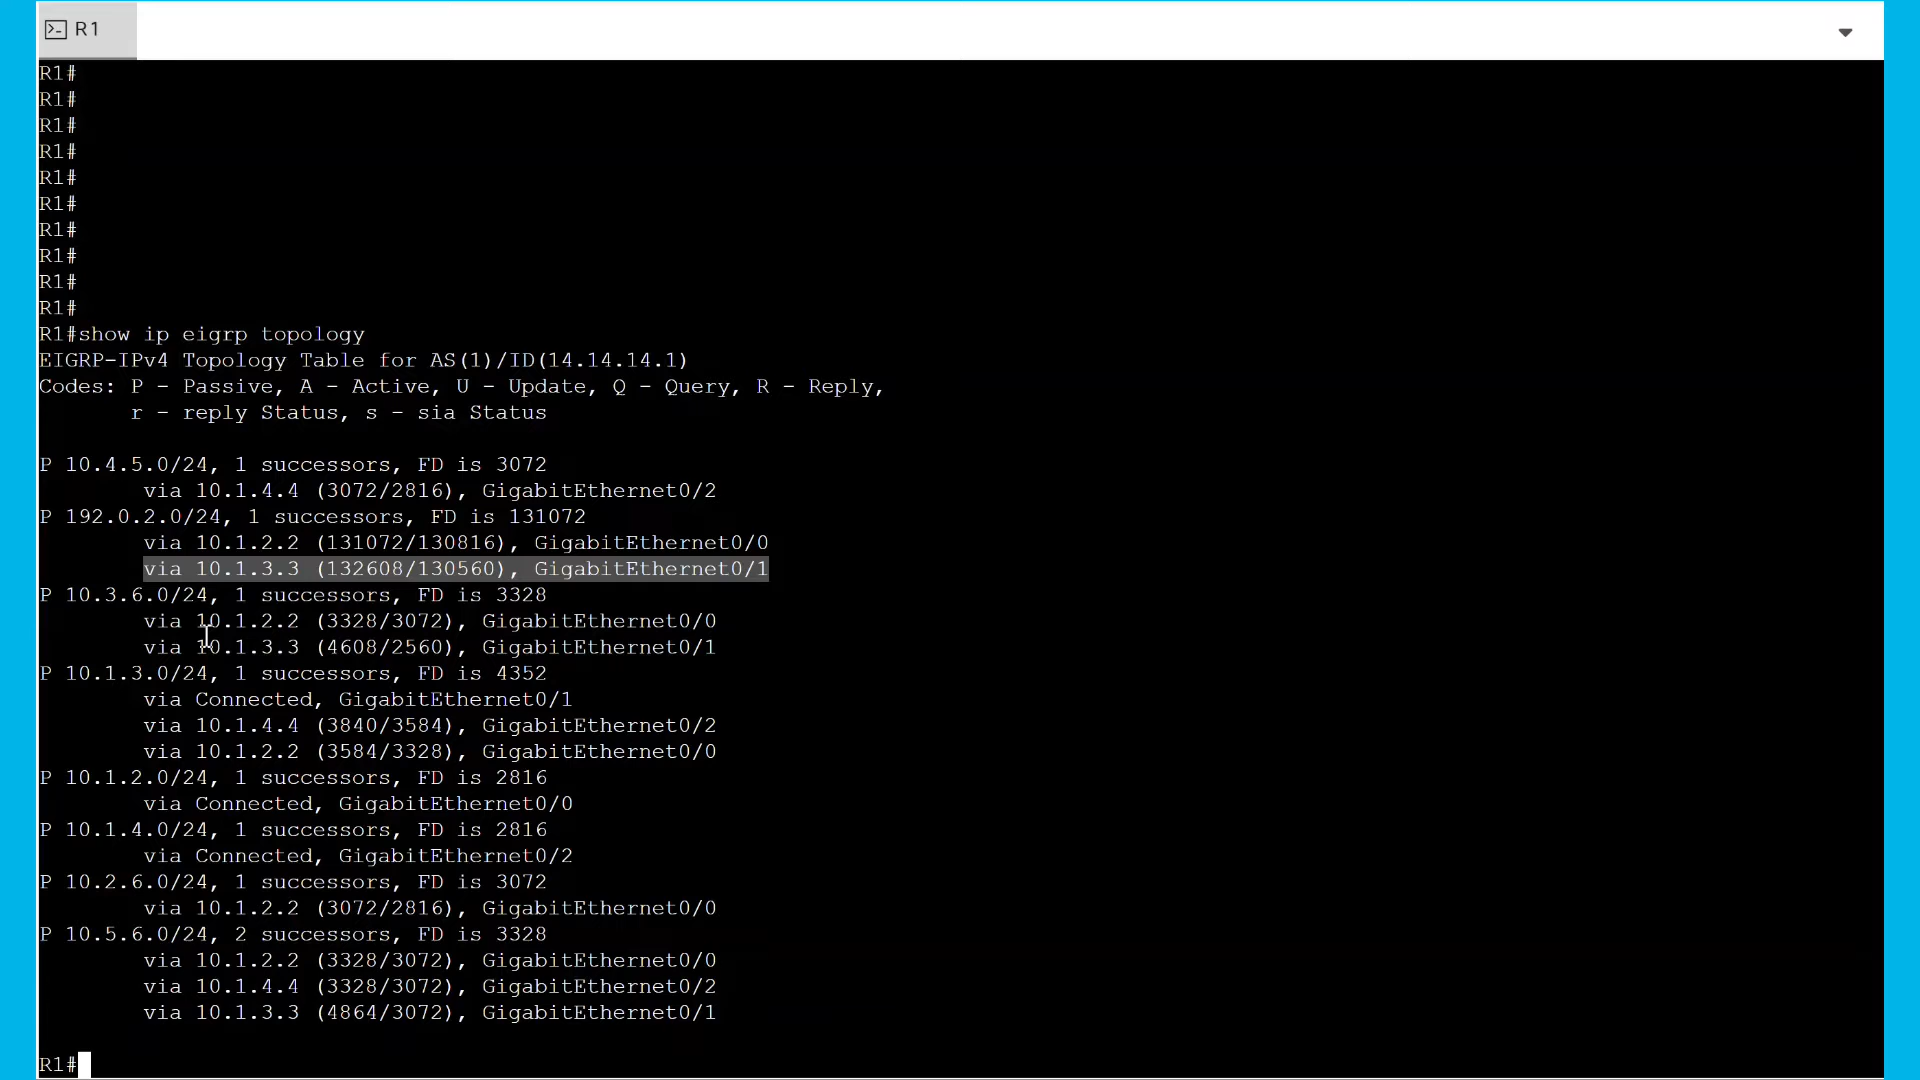 R1
R1#
R1#
R1#
R1#
R1#
R1#
R1#
R1#
R1#
R1#
R1#show ip eigrp topology
EIGRP-IPv4 Topology Table for AS(1)/ID(14.14.14.1)
Codes: P - Passive, A - Active, U - Update, Q - Query, R - Reply,
       r - reply Status, s - sia Status

P 10.4.5.0/24, 1 successors, FD is 3072
        via 10.1.4.4 (3072/2816), GigabitEthernet0/2
P 192.0.2.0/24, 1 successors, FD is 131072
        via 10.1.2.2 (131072/130816), GigabitEthernet0/0
        via 10.1.3.3 (132608/130560), GigabitEthernet0/1
P 10.3.6.0/24, 1 successors, FD is 3328
        via 10.1.2.2 (3328/3072), GigabitEthernet0/0
        via 10.1.3.3 (4608/2560), GigabitEthernet0/1
P 10.1.3.0/24, 1 successors, FD is 4352
        via Connected, GigabitEthernet0/1
        via 10.1.4.4 (3840/3584), GigabitEthernet0/2
        via 10.1.2.2 (3584/3328), GigabitEthernet0/0
P 10.1.2.0/24, 1 successors, FD is 2816
        via Connected, GigabitEthernet0/0
P 10.1.4.0/24, 1 successors, FD is 2816
        via Connected, GigabitEthernet0/2
P 10.2.6.0/24, 1 successors, FD is 3072
        via 10.1.2.2 (3072/2816), GigabitEthernet0/0
P 10.5.6.0/24, 2 successors, FD is 3328
        via 10.1.2.2 (3328/3072), GigabitEthernet0/0
        via 10.1.4.4 (3328/3072), GigabitEthernet0/2
        via 10.1.3.3 (4864/3072), GigabitEthernet0/1

R1#